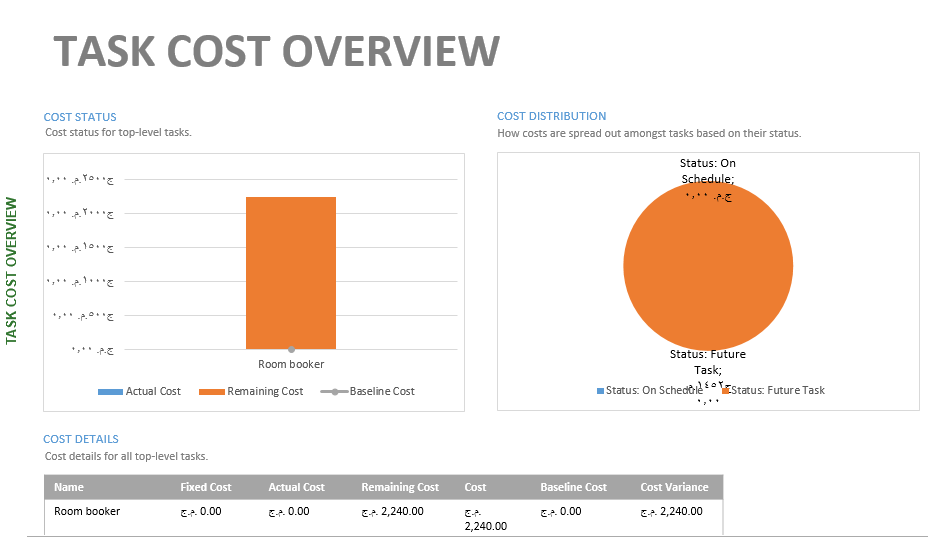 TASK COST OVERVIEW
TASK COST OVERVIEW
COST STATUS
Cost status for top-level tasks.
ج.م.٢٥٠٠ ٠,٠٠
ج.م.٢٠٠٠ ٠,٠٠
ج.م.١٥٠٠ ٠,٠٠
ج.م.١٠٠٠ ٠,٠٠
ج.م.٥٠٠ ٠,٠٠
ج.م. ٠,٠٠
Room booker
Actual Cost Remaining Cost Baseline Cost
COST DISTRIBUTION
How costs are spread out amongst tasks based on their status.
Status: On
Schedule;
ج.م. ٠,٠٠
Status: Future
Task;
Status: On Schedule Status: Future Task
COST DETAILS
Cost details for all top-level tasks.
Name Fixed Cost Actual Cost Remaining Cost Cost Baseline Cost Cost Variance
Room booker ج.م. 0.00 ج.م. 0.00 ج.م. 2,240.00 ج.م. ج.م. 0.00 ج.م. 2,240.00
2,240.00